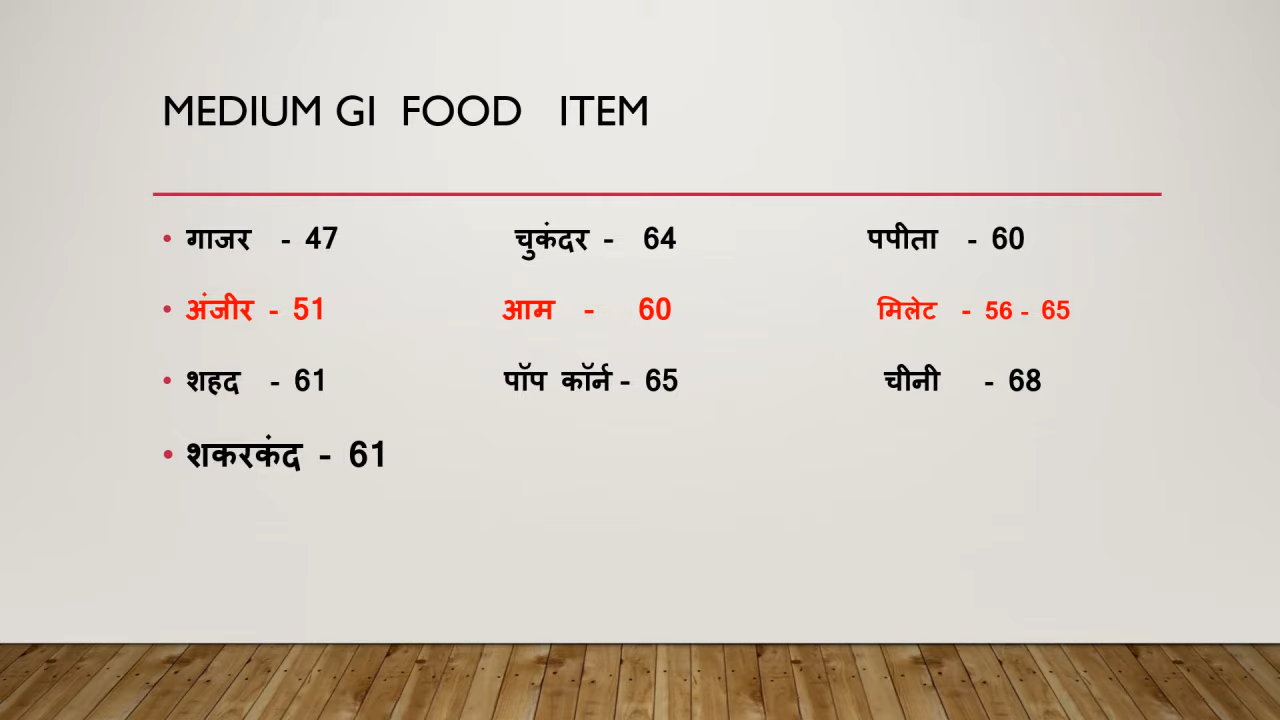 MEDIUM GI FOOD ITEM
• गाजर - 47 चुकंदर - 64 पपीता - 60
• अंजीर - 51 आम - 60 मिलेट - 56 - 65
• शहद - 61 पॉप कॉर्न - 65 चीनी - 68
• शकरकंद - 61